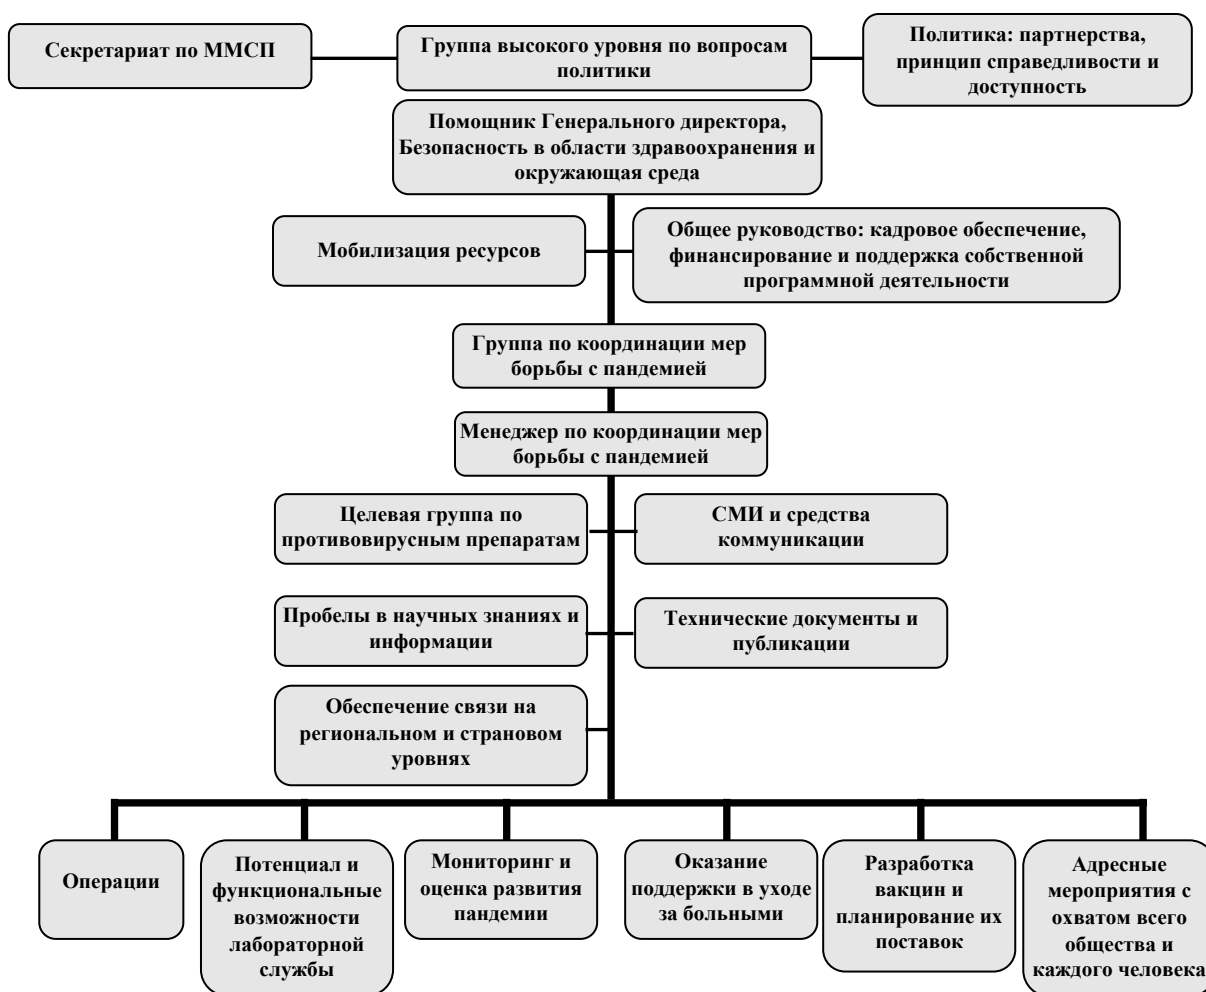 Секретариат по ММСП
Группа высокого уровня по вопросам
политики
Политика: партнерства,
принцип справедливости и
доступность
Помощник Генерального директора,
Безопасность в области здравоохранения и
окружающая среда
Мобилизация ресурсов
Общее руководство: кадровое обеспечение,
финансирование и поддержка собственной
программной деятельности
Группа по координации мер
борьбы с пандемией
Менеджер по координации мер
борьбы с пандемией
Целевая группа по
противовирусным препаратам
СМИ и средства
коммуникации
Пробелы в научных знаниях и
информации
Технические документы и
публикации
Обеспечение связи на
региональном и страновом
уровнях
Операции
Потенциал и
функциональные
возможности
лабораторной
службы
Мониторинг и
оценка развития
пандемии
Оказание
поддержки в уходе
за больными
Разработка
вакцин и
планирование их
поставок
Адресные
мероприятия с
охватом всего
общества и
каждого человека